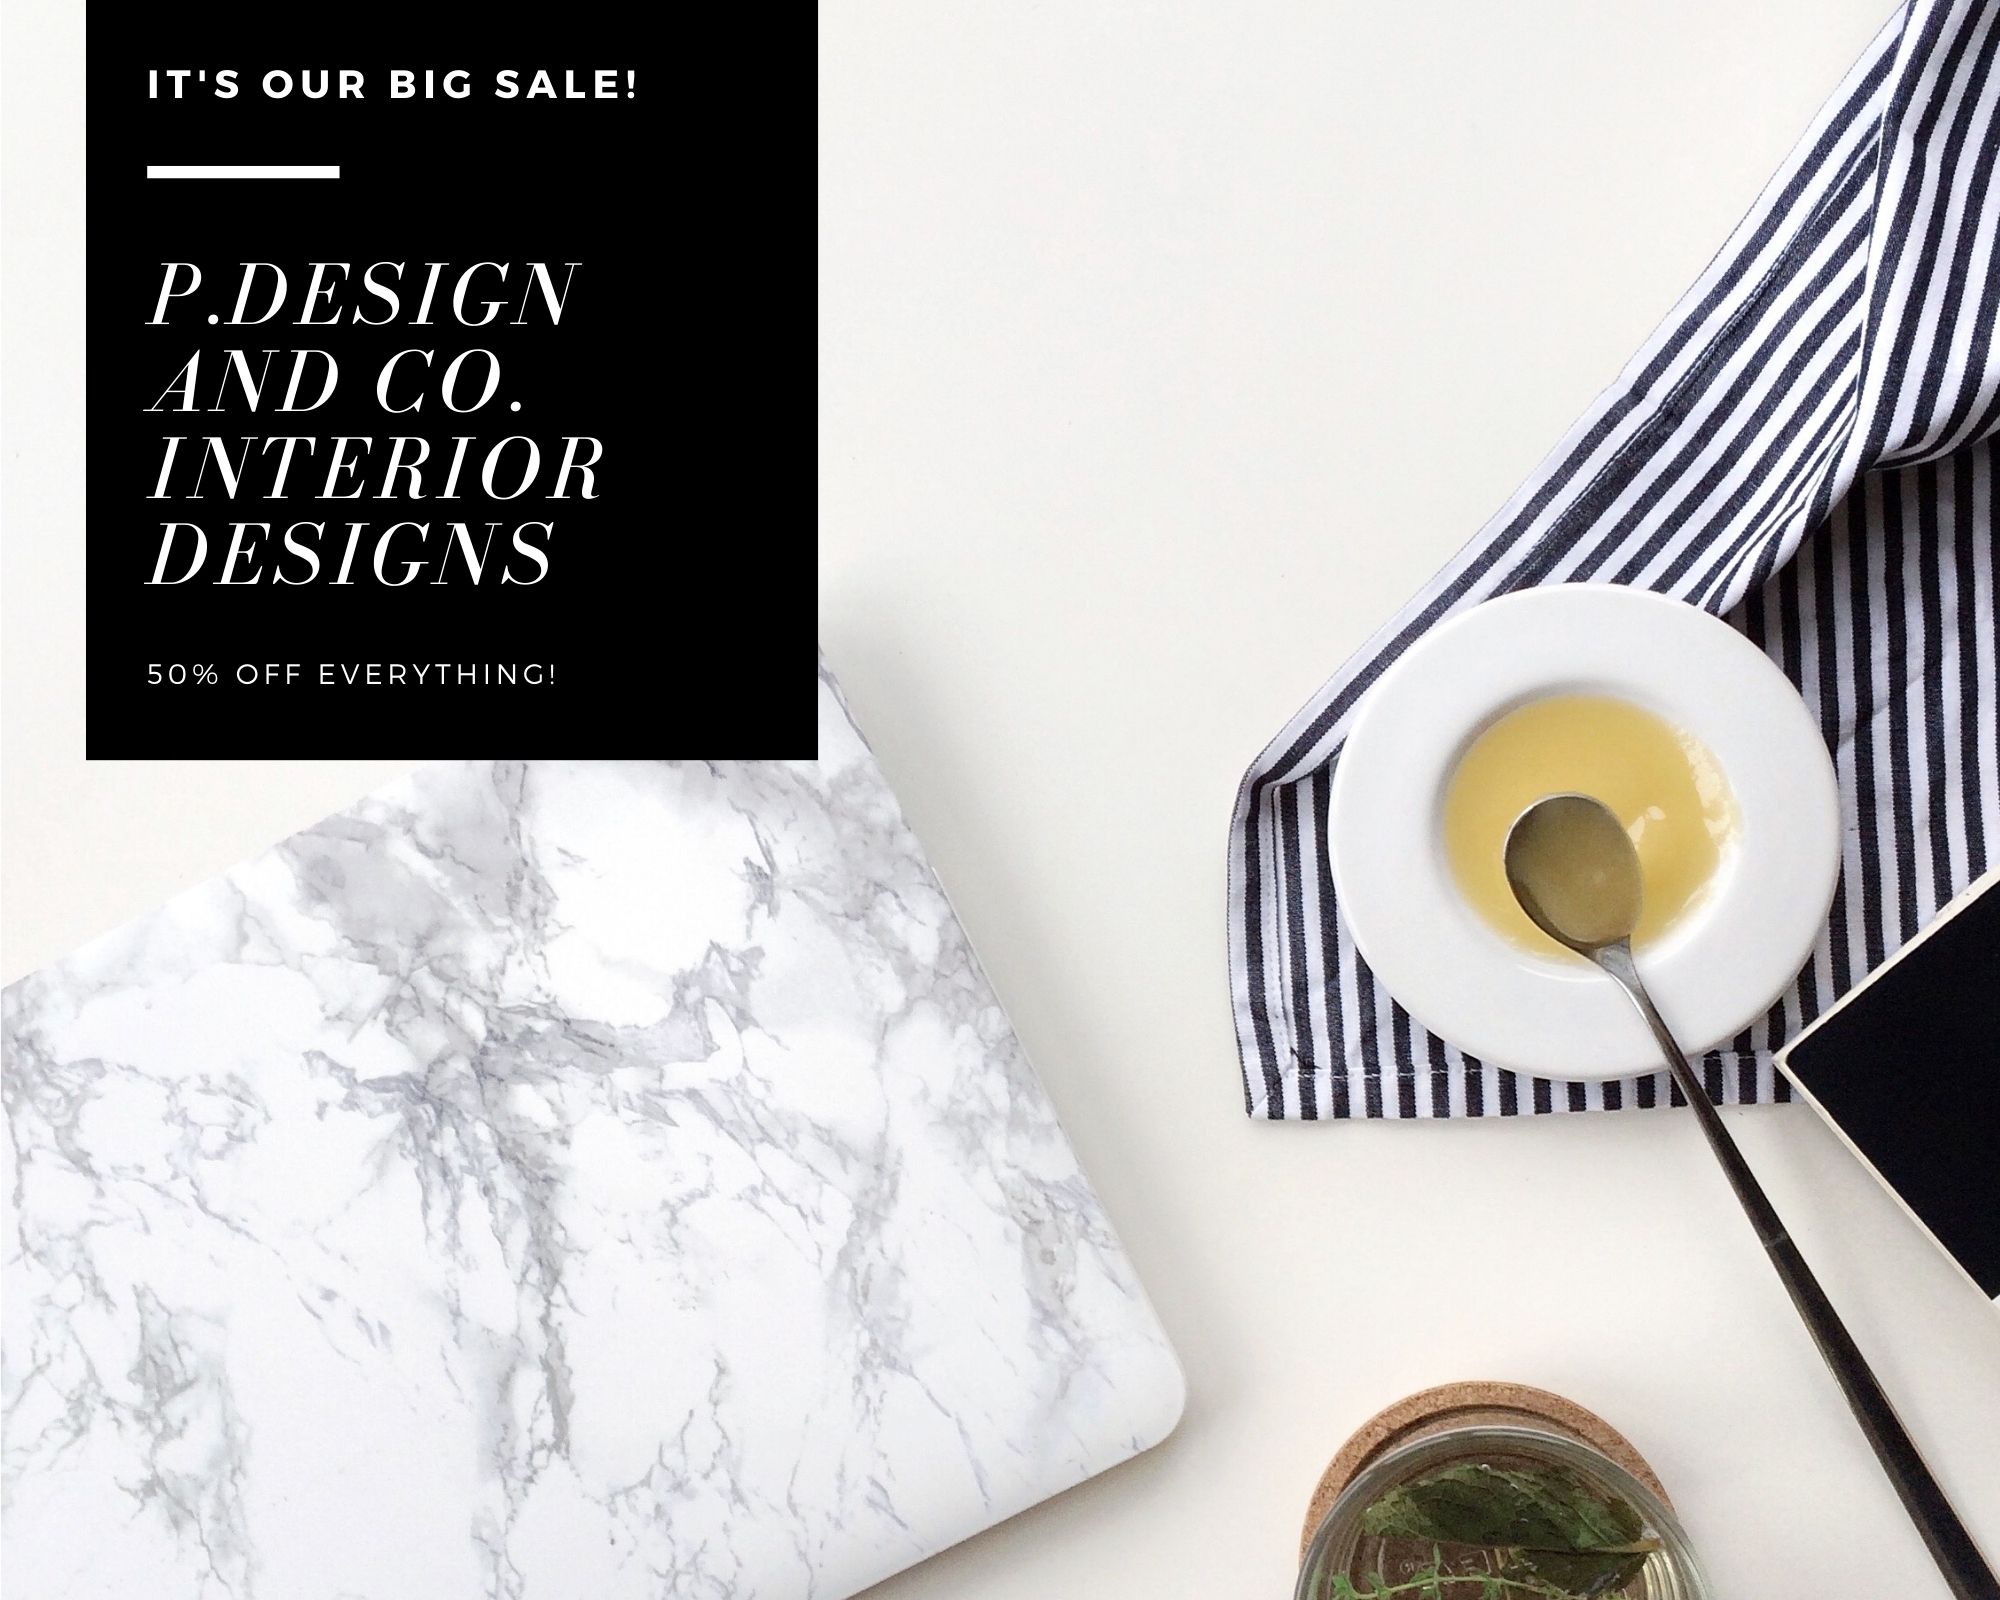 IT'S OUR BIG SALE!
P.DESIGN
AND CO.
INTERIOR
DESIGNS
50% OFF EVERYTHING!